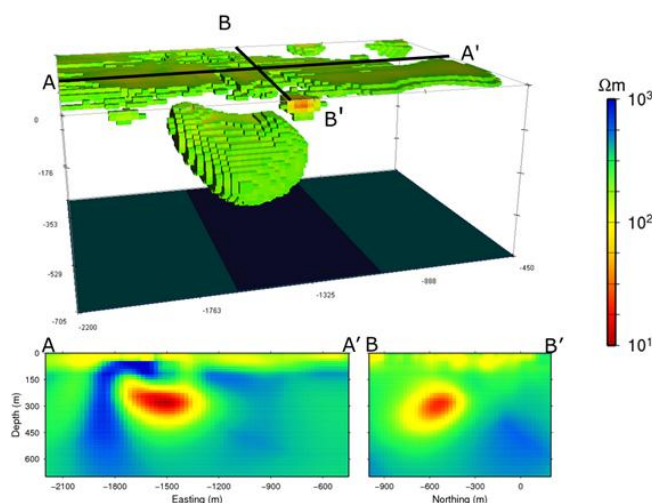 B
A'
A
Ωm
10³
B'
0
-176
10²
-353
-450
-529
-888
-1325
10¹
-705
-2200
-1763
A
A'
B
B'
0
150
300
450
600
Depth (m)
-2100
-1800
-1500
-1200
-900
-600
Easting (m)
-900
-600
-300
0
Northing (m)